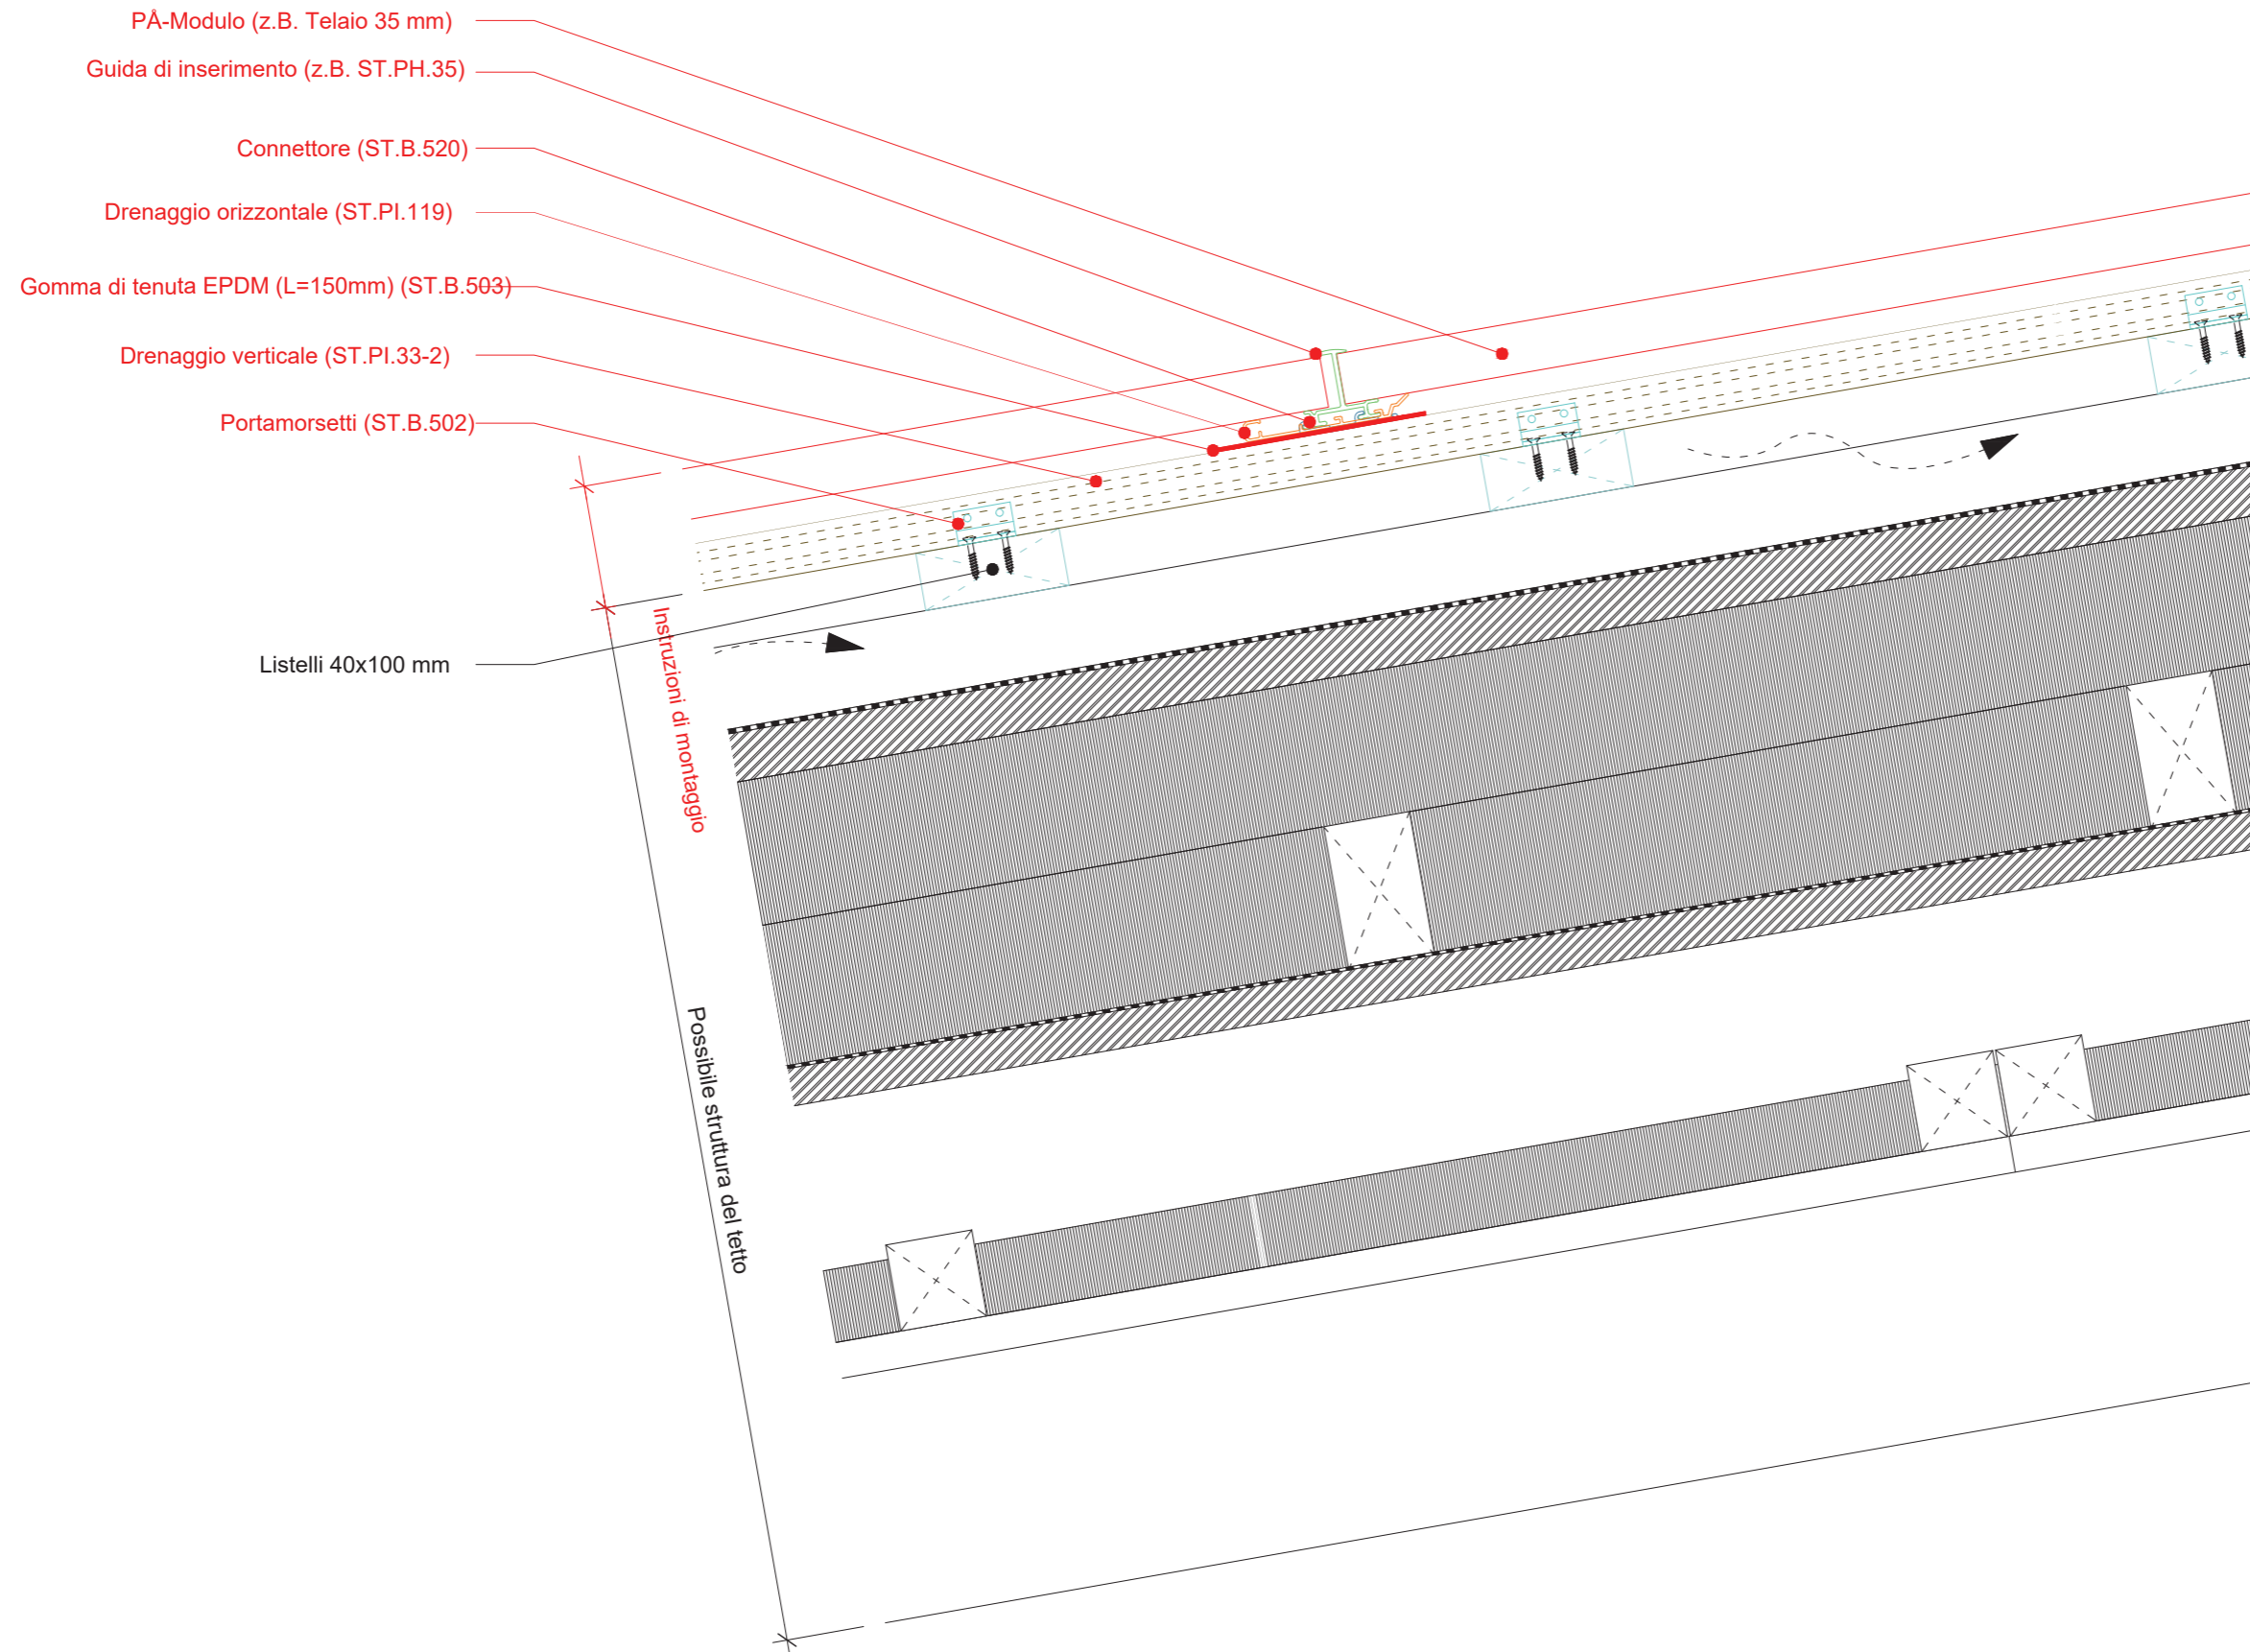 PÅ-Modulo (z.B. Telaio 35 mm)
Guida di inserimento (z.B. ST.PH.35)
Connettore (ST.B.520)
Drenaggio orizzontale (ST.PI.119)
Gomma di tenuta EPDM (L=150mm) (ST.B.503)
Drenaggio verticale (ST.PI.33-2)
Portamorsetti (ST.B.502)
Listelli 40x100 mm
Instruzioni di montaggio
Possibile struttura del tetto